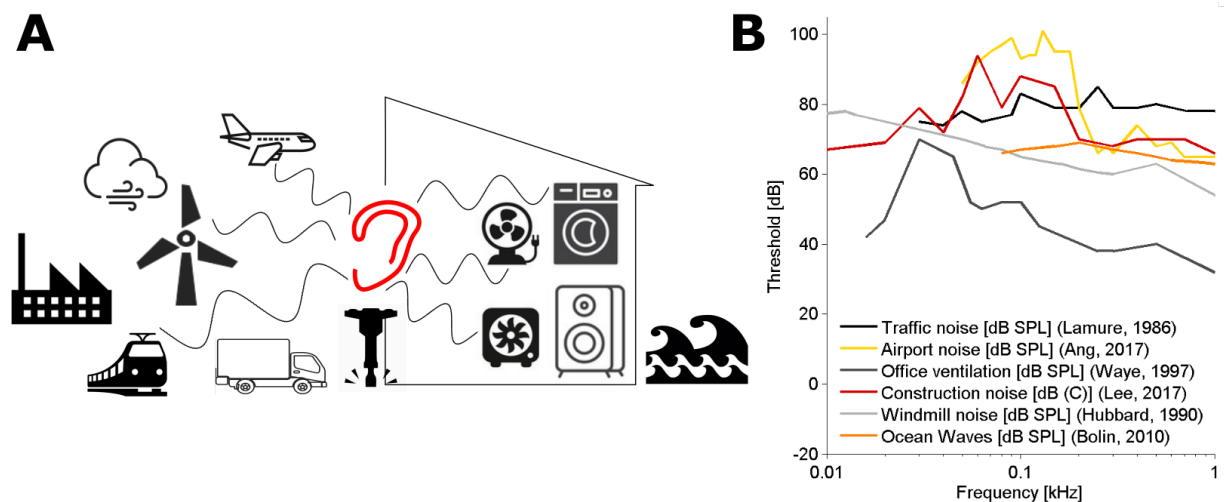 A
B
Threshold [dB]
100
80
60
40
20
0
-20
Traffic noise [dB SPL] (Lamure, 1986)
Airport noise [dB SPL] (Ang, 2017)
Office ventilation [dB SPL] (Waye, 1997)
Construction noise [dB (C)] (Lee, 2017)
Windmill noise [dB SPL] (Hubbard, 1990)
Ocean Waves [dB SPL] (Bolin, 2010)
0.01
0.1
1
Frequency [kHz]